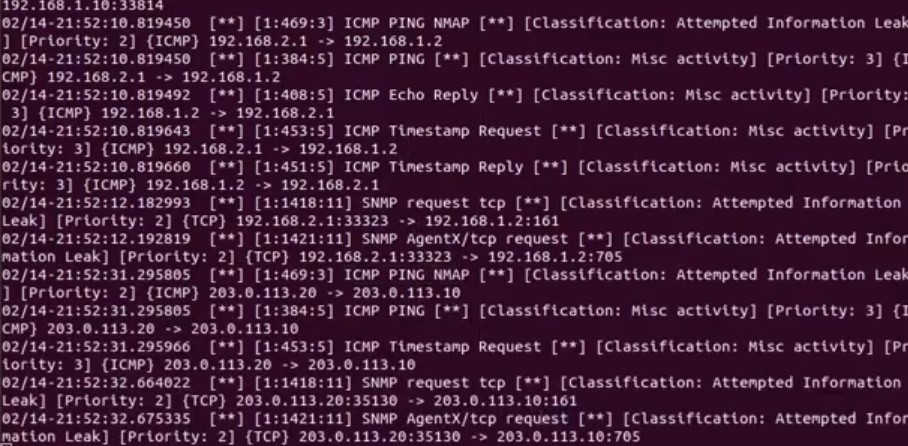 192.168.1.10:33814
02/14-21:52:10.819450  [**] [1:469:3] ICMP PING NMAP [**] [Classification: Attempted Information Leak
] [Priority: 2] {ICMP} 192.168.2.1 -> 192.168.1.2
02/14-21:52:10.819450  [**] [1:384:5] ICMP PING [**] [Classification: Misc activity] [Priority: 3] {I
CMP} 192.168.2.1 -> 192.168.1.2
02/14-21:52:10.819492  [**] [1:408:5] ICMP Echo Reply [**] [Classification: Misc activity] [Priority:
 3] {ICMP} 192.168.1.2 -> 192.168.2.1
02/14-21:52:10.819643  [**] [1:453:5] ICMP Timestamp Request [**] [Classification: Misc activity] [Pr
iority: 3] {ICMP} 192.168.2.1 -> 192.168.1.2
02/14-21:52:10.819660  [**] [1:451:5] ICMP Timestamp Reply [**] [Classification: Misc activity] [Prio
rity: 3] {ICMP} 192.168.1.2 -> 192.168.2.1
02/14-21:52:12.182993  [**] [1:1418:11] SNMP request tcp [**] [Classification: Attempted Information 
Leak] [Priority: 2] {TCP} 192.168.2.1:33323 -> 192.168.1.2:161
02/14-21:52:12.192819  [**] [1:1421:11] SNMP AgentX/tcp request [**] [Classification: Attempted Infor
mation Leak] [Priority: 2] {TCP} 192.168.2.1:33323 -> 192.168.1.2:705
02/14-21:52:31.295805  [**] [1:469:3] ICMP PING NMAP [**] [Classification: Attempted Information Leak
] [Priority: 2] {ICMP} 203.0.113.20 -> 203.0.113.10
02/14-21:52:31.295805  [**] [1:384:5] ICMP PING [**] [Classification: Misc activity] [Priority: 3] {I
CMP} 203.0.113.20 -> 203.0.113.10
02/14-21:52:31.295966  [**] [1:453:5] ICMP Timestamp Request [**] [Classification: Misc activity] [Pr
iority: 3] {ICMP} 203.0.113.20 -> 203.0.113.10
02/14-21:52:32.664022  [**] [1:1418:11] SNMP request tcp [**] [Classification: Attempted Information 
Leak] [Priority: 2] {TCP} 203.0.113.20:35130 -> 203.0.113.10:161
02/14-21:52:32.675335  [**] [1:1421:11] SNMP AgentX/tcp request [**] [Classification: Attempted Infor
mation Leak] [Priority: 2] {TCP} 203.0.113.20:35130 -> 203.0.113.10:705